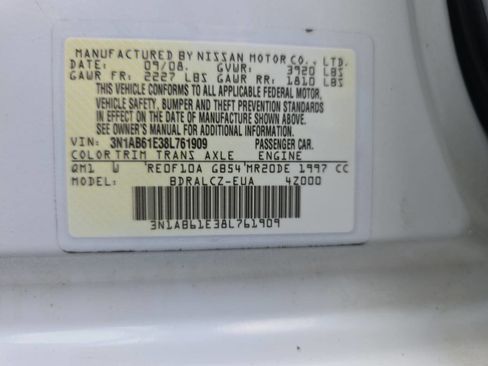 MANUFACTURED BY NISSAN MOTOR CO., LTD.
DATE: 09/08. GVWR: 3920 LBS
GAWR FR: 2227 LBS GAWR RR: 1810 LBS
THIS VEHICLE CONFORMS TO ALL APPLICABLE FEDERAL MOTOR
VEHICLE SAFETY, BUMPER AND THEFT PREVENTION STANDARDS
IN EFFECT ON THE DATE OF MANUFACTURE SHOWN ABOVE.
SEE OWNER'S MANUAL FOR ADDITIONAL INFORMATION.
VIN: 3N1AB61E38L761909 PASSENGER CAR.
COLOR TRIM TRANS AXLE ENGINE
QM1 U RE0F10A GB54 MR20DE 1997 CC
MODEL: BDRALCZ-EUA 4Z000
3N1AB61E38L761909